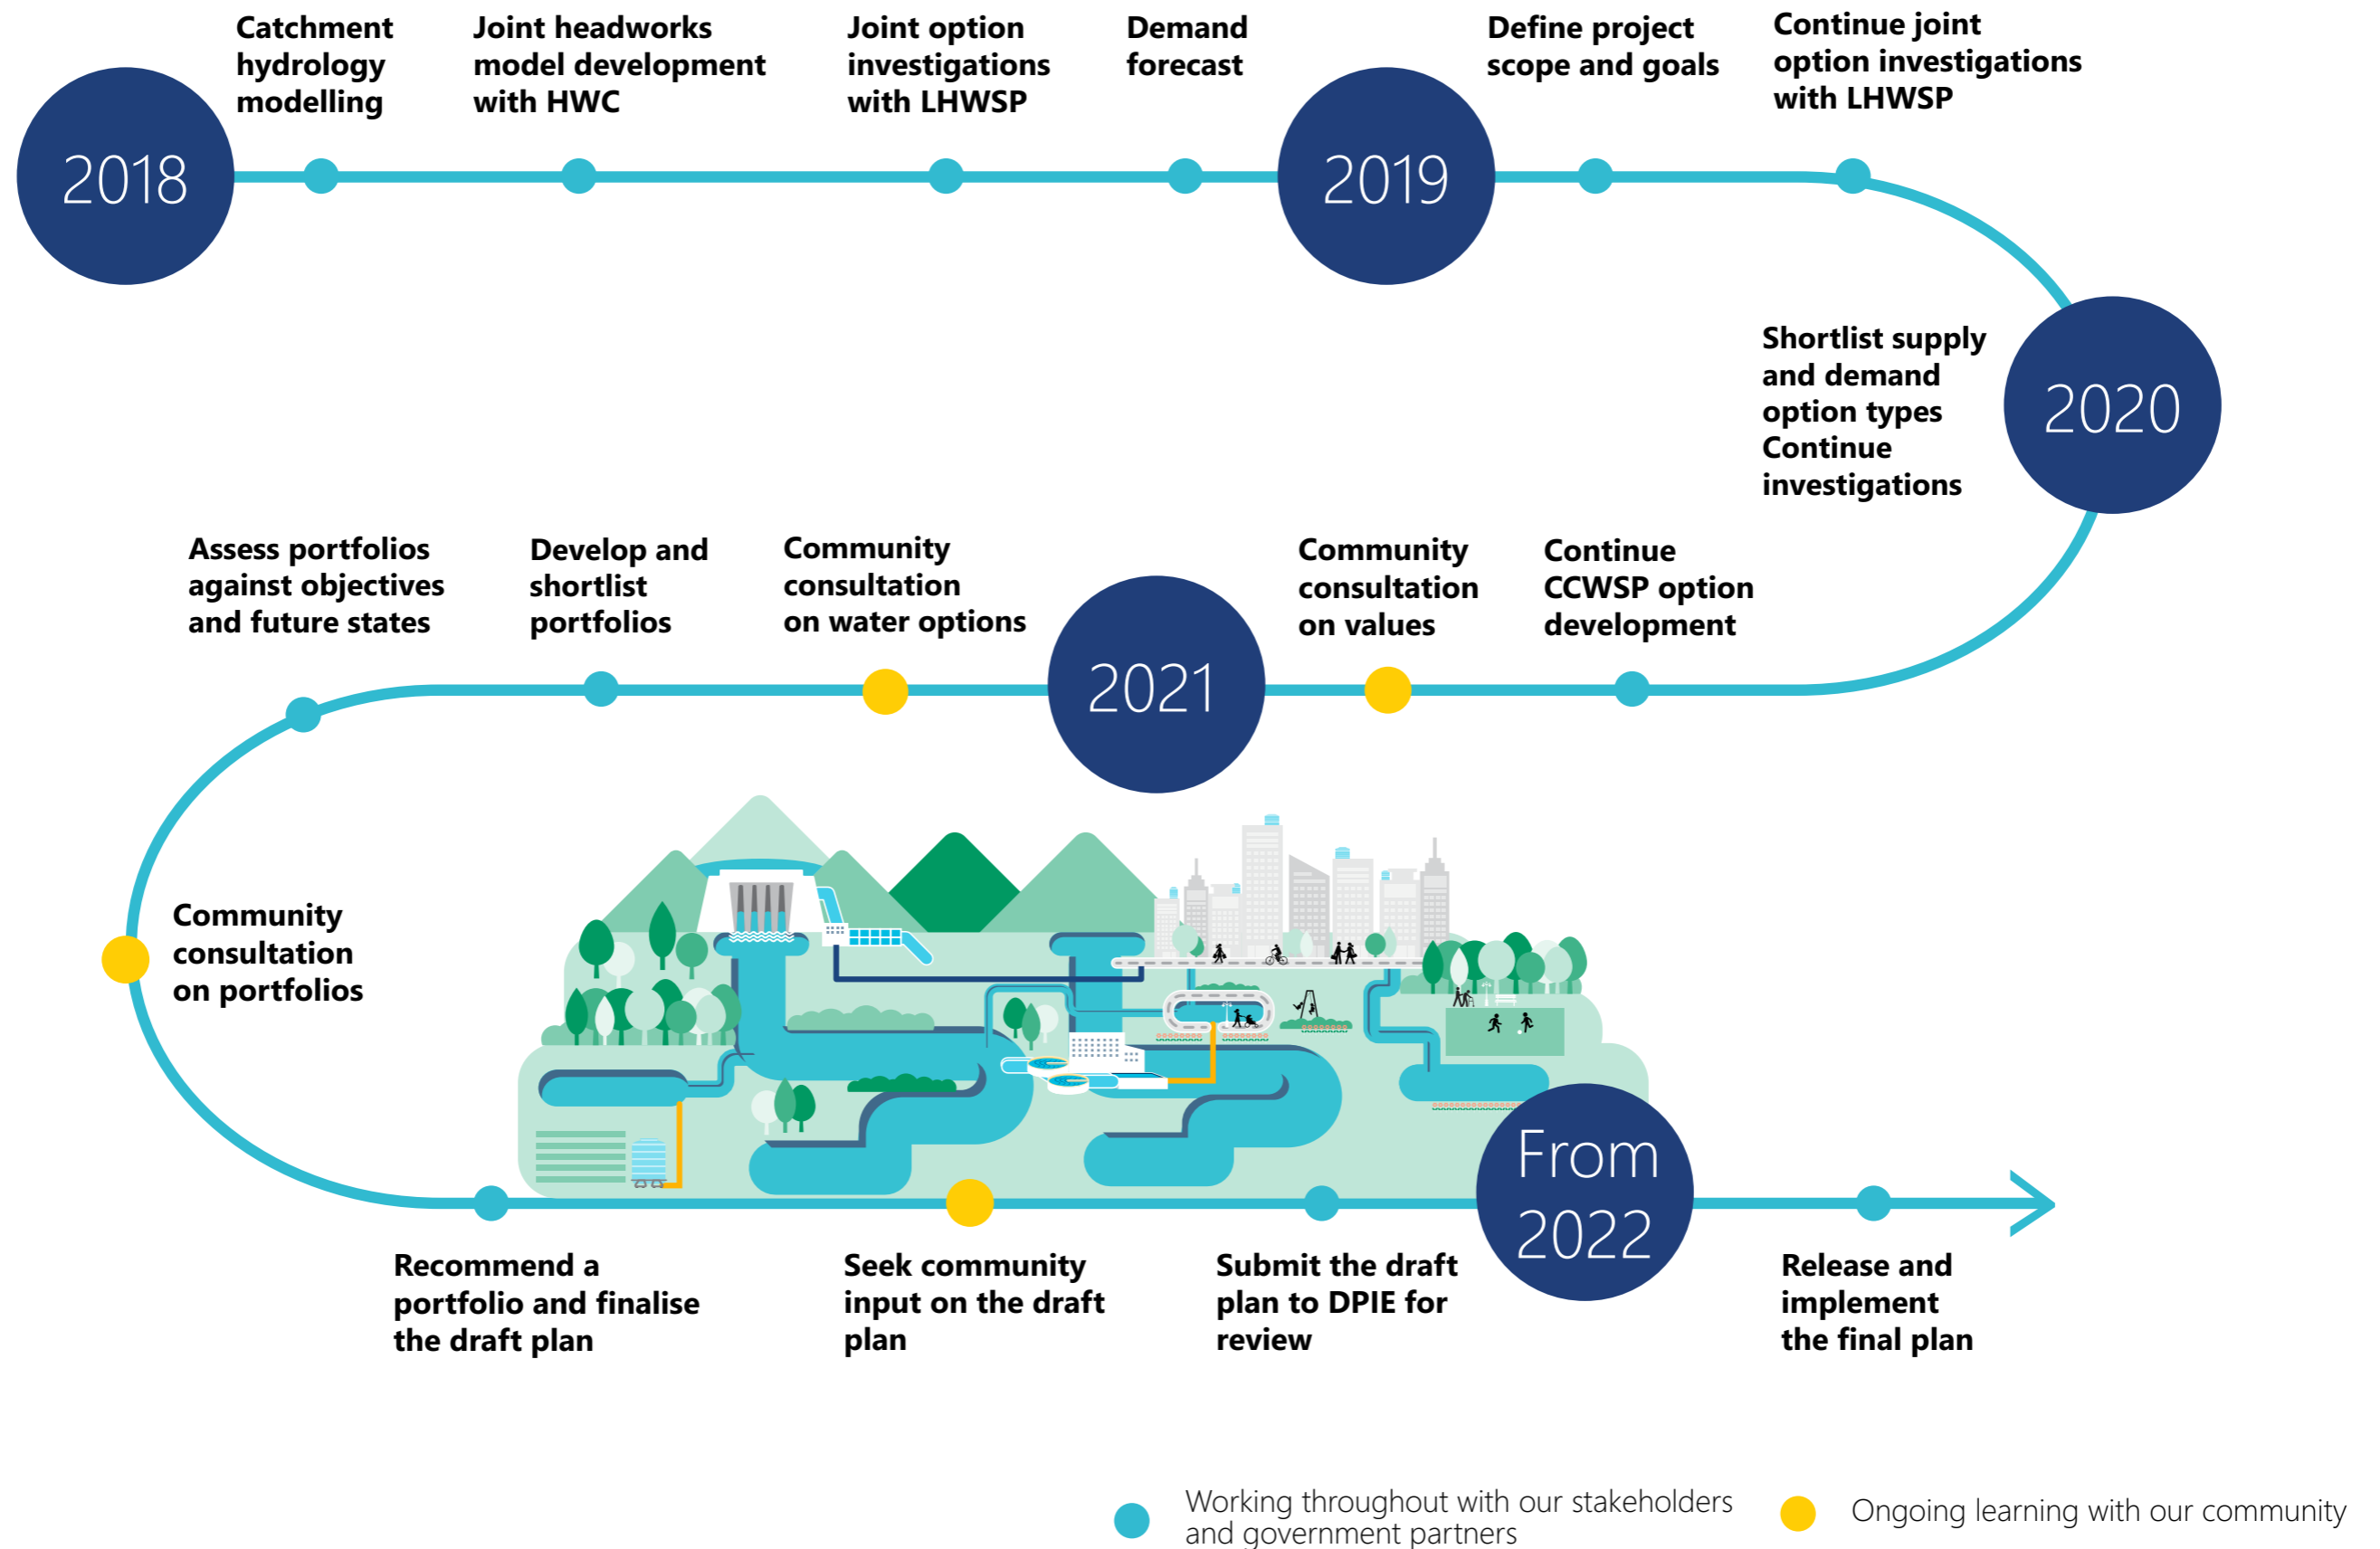 2018
Catchment
hydrology
modelling
Joint headworks
model development
with HWC
Joint option
investigations
with LHWSP
Demand
forecast
2019
Define project
scope and goals
Continue joint
option investigations
with LHWSP
2020
Shortlist supply
and demand
option types
Continue
investigations
Continue
CCWSP option
development
Community
consultation
on values
2021
Community
consultation
on water options
Develop and
shortlist
portfolios
Assess portfolios
against objectives
and future states
Community
consultation
on portfolios
Recommend a
portfolio and finalise
the draft plan
Seek community
input on the draft
plan
Submit the draft
plan to DPIE for
review
From
2022
Release and
implement
the final plan
Working throughout with our stakeholders
and government partners
Ongoing learning with our community